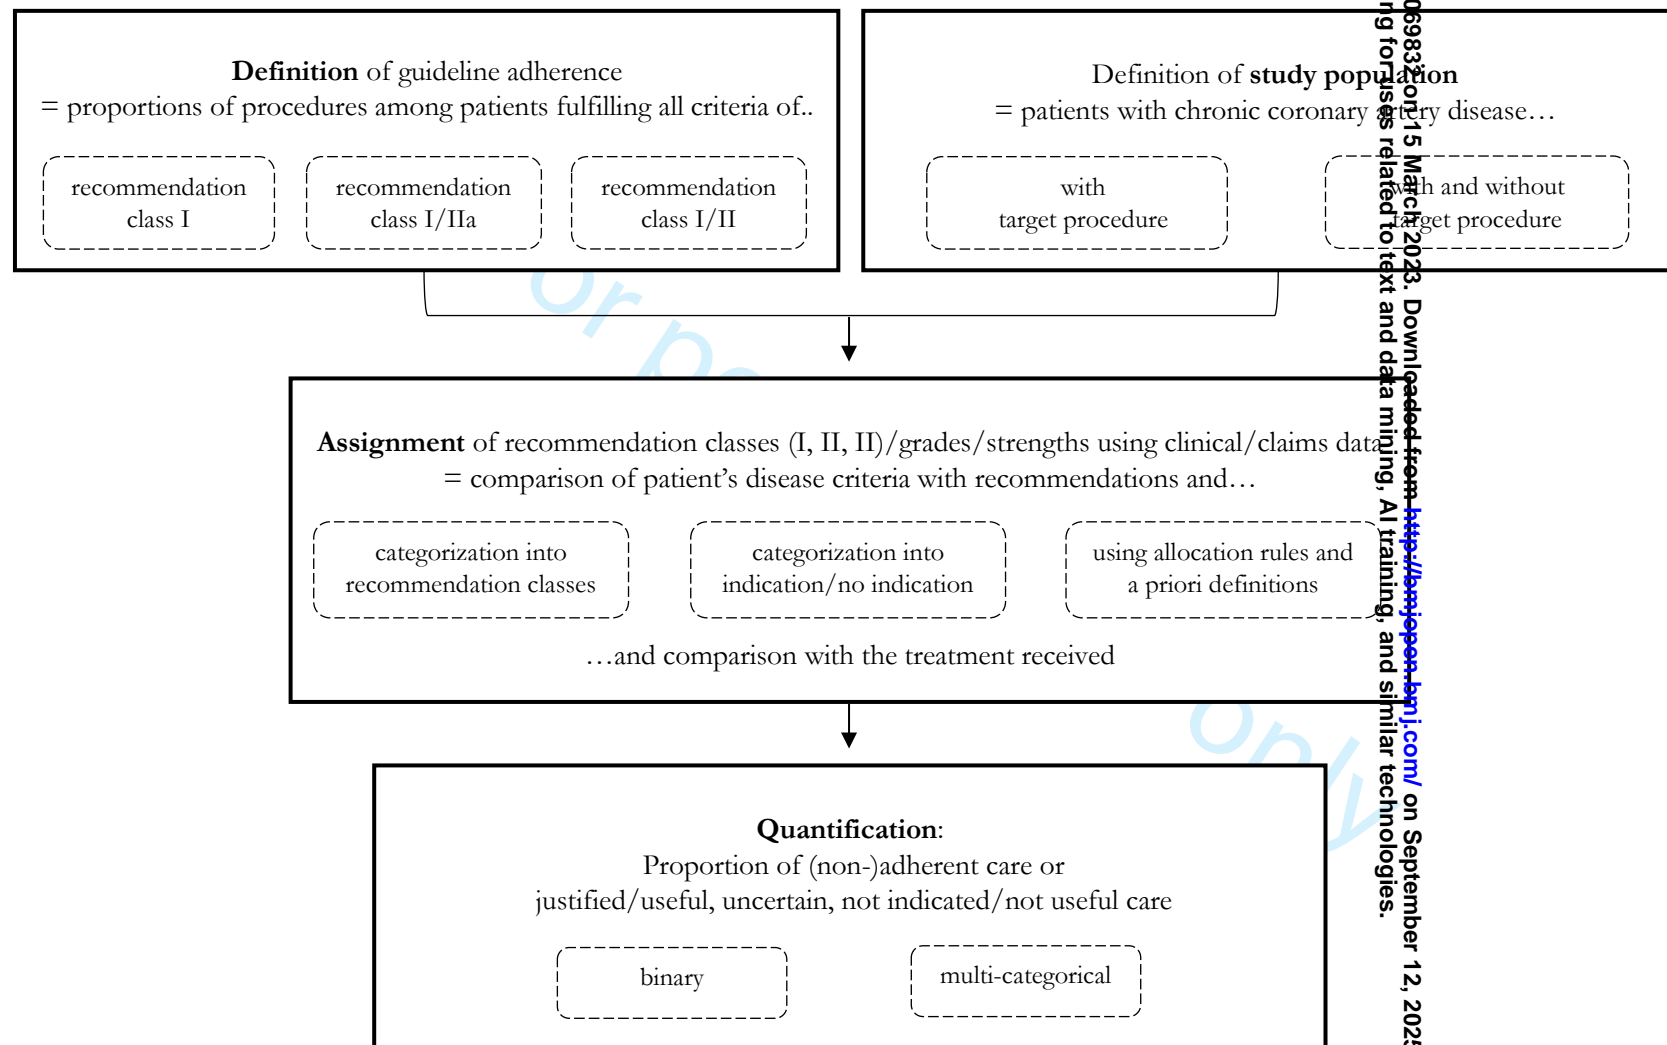 Definition of guideline adherence
= proportions of procedures among patients fulfilling all criteria of..
recommendation
class I
recommendation
class I/IIa
recommendation
class I/II
Definition of study population
= patients with chronic coronary artery disease…
with
target procedure
with and without
target procedure
Assignment of recommendation classes (I, II, II)/grades/strengths using clinical/claims data
= comparison of patient’s disease criteria with recommendations and…
categorization into
recommendation classes
categorization into
indication/no indication
using allocation rules and
a priori definitions
…and comparison with the treatment received
Quantification:
Proportion of (non-)adherent care or
justified/useful, uncertain, not indicated/not useful care
binary
multi-categorical
069832 on 15 March 2023. Downloaded from http://bmjopen.bmj.com/ on September 12, 2025
ng for uses related to text and data mining, AI training, and similar technologies.
or pe
only